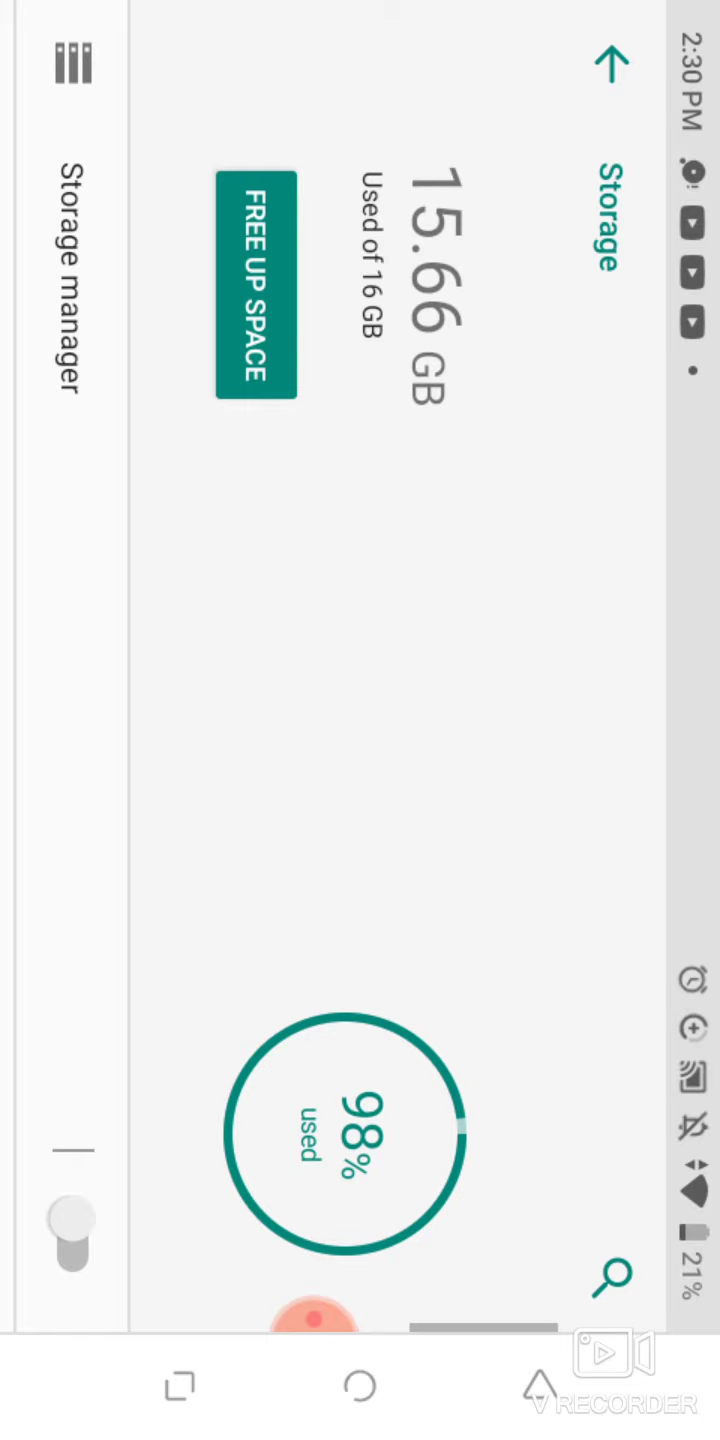 2:30 PM
21%
Storage
15.66 GB
Used of 16 GB
FREE UP SPACE
98%
used
Storage manager
V RECORDER